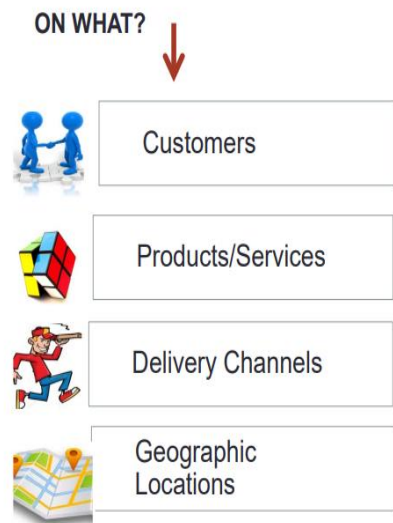 ON WHAT?
Customers
Products/Services
Delivery Channels
Geographic
Locations